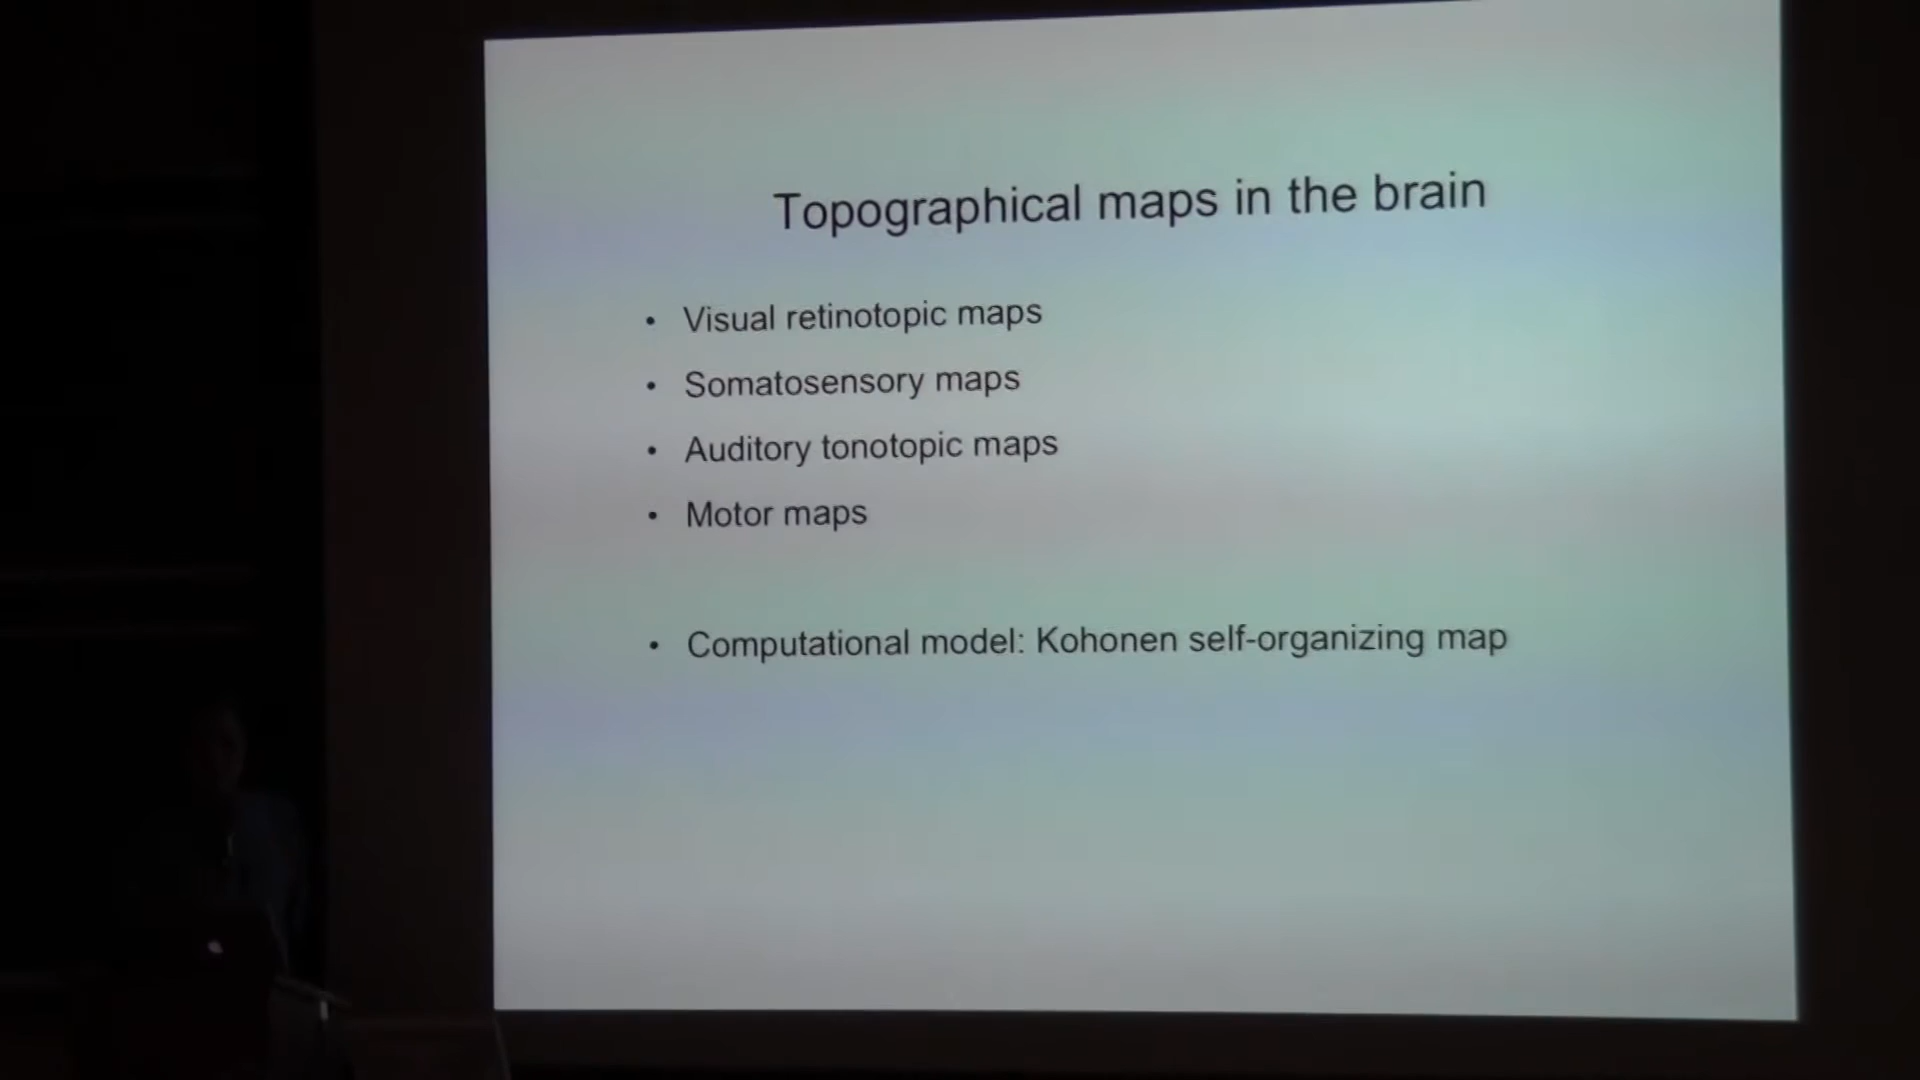 Topographical maps in the brain
• Visual retinotopic maps
• Somatosensory maps
• Auditory tonotopic maps
• Motor maps
• Computational model: Kohonen self-organizing map